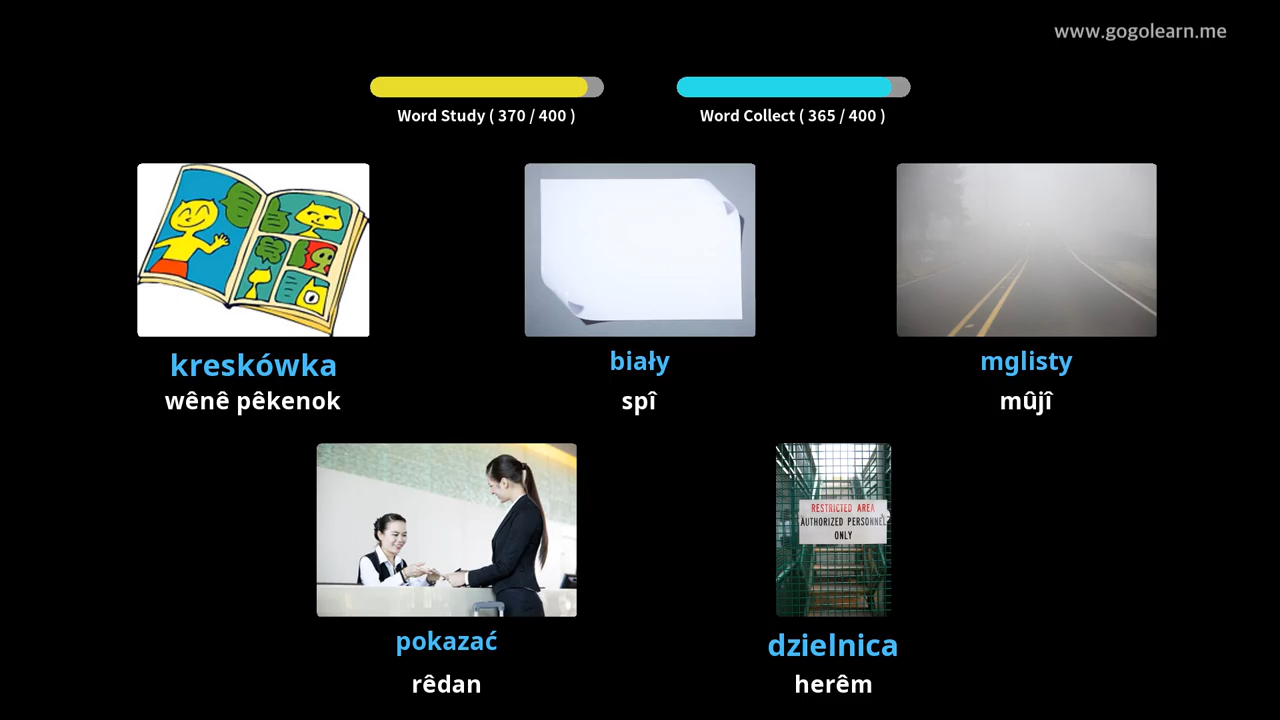 www.gogolearn.me
Word Study ( 370 / 400 )
Word Collect ( 365 / 400 )
kreskówka
wênê pêkenok
biały
spî
mglisty
mûjî
RESTRICTED AREA
AUTHORIZED PERSONNEL
ONLY
pokazać
rêdan
dzielnica
herêm